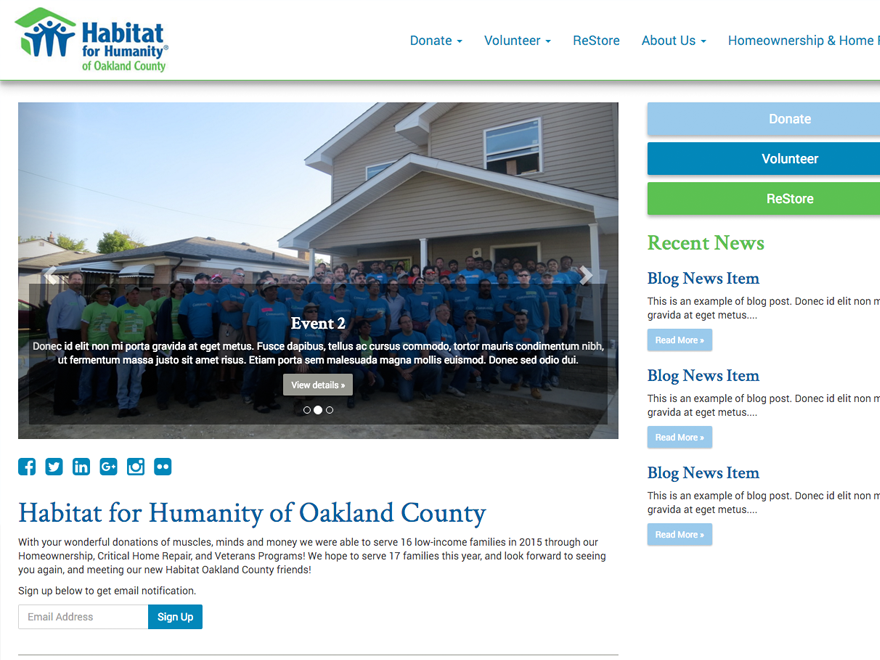 Habitat
for Humanity®
of Oakland County
Donate
Volunteer
ReStore
About Us
Homeownership & Home
Event 2
Donec id elit non mi porta gravida at eget metus. Fusce dapibus, tellus ac cursus commodo, tortor mauris condimentum nibh,
ut fermentum massa justo sit amet risus. Etiam porta sem malesuada magna mollis euismod. Donec sed odio dui.
View details »
Donate
Volunteer
ReStore
Recent News
Blog News Item
This is an example of blog post. Donec id elit non
gravida at eget metus....
Read More »
Blog News Item
This is an example of blog post. Donec id elit non
gravida at eget metus....
Read More »
Blog News Item
This is an example of blog post. Donec id elit non
gravida at eget metus....
Read More »
Habitat for Humanity of Oakland County
With your wonderful donations of muscles, minds and money we were able to serve 16 low-income families in 2015 through our
Homeownership, Critical Home Repair, and Veterans Programs! We hope to serve 17 families this year, and look forward to seeing
you again, and meeting our new Habitat Oakland County friends!
Sign up below to get email notification.
Email Address
Sign Up